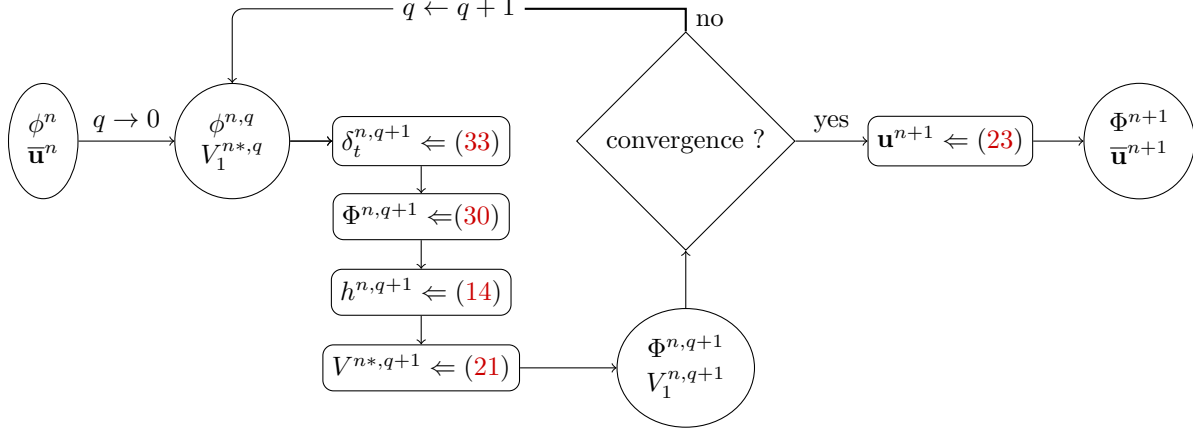 q ← q + 1
no
ϕⁿ
u̅ⁿ
q → 0
ϕ^{n,q}
V_1^{n*,q}
δ_t^{n,q+1} ⇐ (33)
Φ^{n,q+1} ⇐(30)
h^{n,q+1} ⇐ (14)
V^{n*,q+1} ⇐ (21)
Φ^{n,q+1}
V_1^{n,q+1}
convergence ?
yes
𝐮^{n+1} ⇐ (23)
Φ^{n+1}
u̅^{n+1}